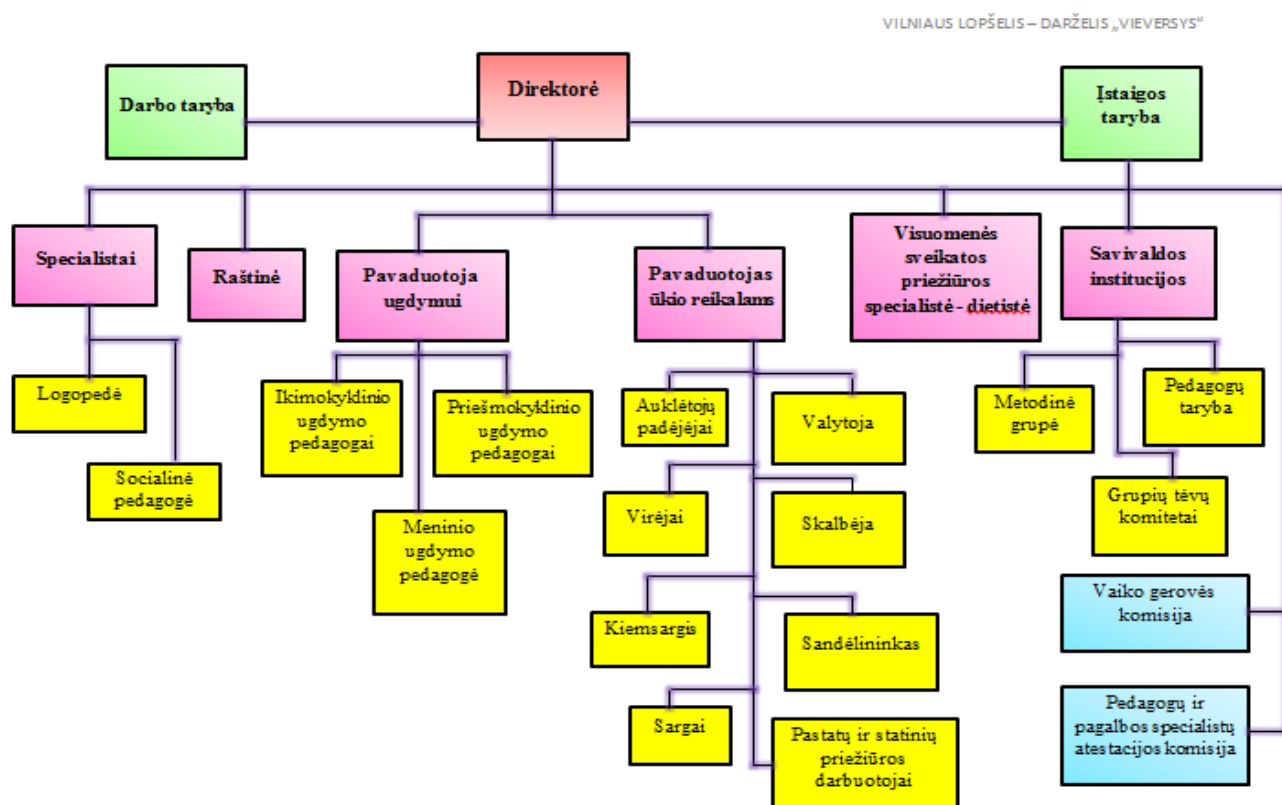 VILNIAUS LOPŠELIS – DARŽELIS „VIEVERSYS“
Darbo taryba
Direktorė
Įstaigos
taryba
Specialistai
Raštinė
Pavaduotoja
ugdymui
Pavaduotojas
ūkio reikalams
Visuomenės
sveikatos
priežiūros
specialistė - dietistė
Savivaldos
institucijos
Logopedė
Socialinė
pedagogė
Ikimokyklinio
ugdymo
pedagogai
Priešmokyklinio
ugdymo
pedagogai
Meninio
ugdymo
pedagogė
Auklėtojų
padėjėjai
Valytoja
Virėjai
Skalbėja
Kiemsargis
Sandėlininkas
Sargai
Pastatų ir statinių
priežiūros
darbuotojai
Metodinė
grupė
Pedagogų
taryba
Grupių tėvų
komitetai
Vaiko gerovės
komisija
Pedagogų ir
pagalbos specialistų
atestacijos komisija